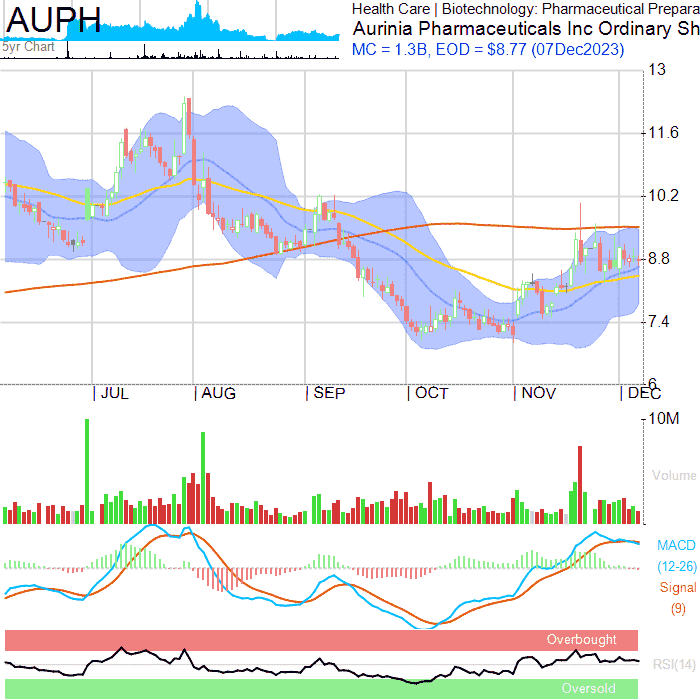 AUPH
5yr Chart
Health Care | Biotechnology: Pharmaceutical Prepara
Aurinia Pharmaceuticals Inc Ordinary Sh
MC = 1.3B, EOD = $8.77 (07Dec2023)
13
11.6
10.2
8.8
7.4
6
JUL
AUG
SEP
OCT
NOV
DEC
10M
Volume
MACD
(12-26)
Signal
(9)
Overbought
RSI(14)
Oversold